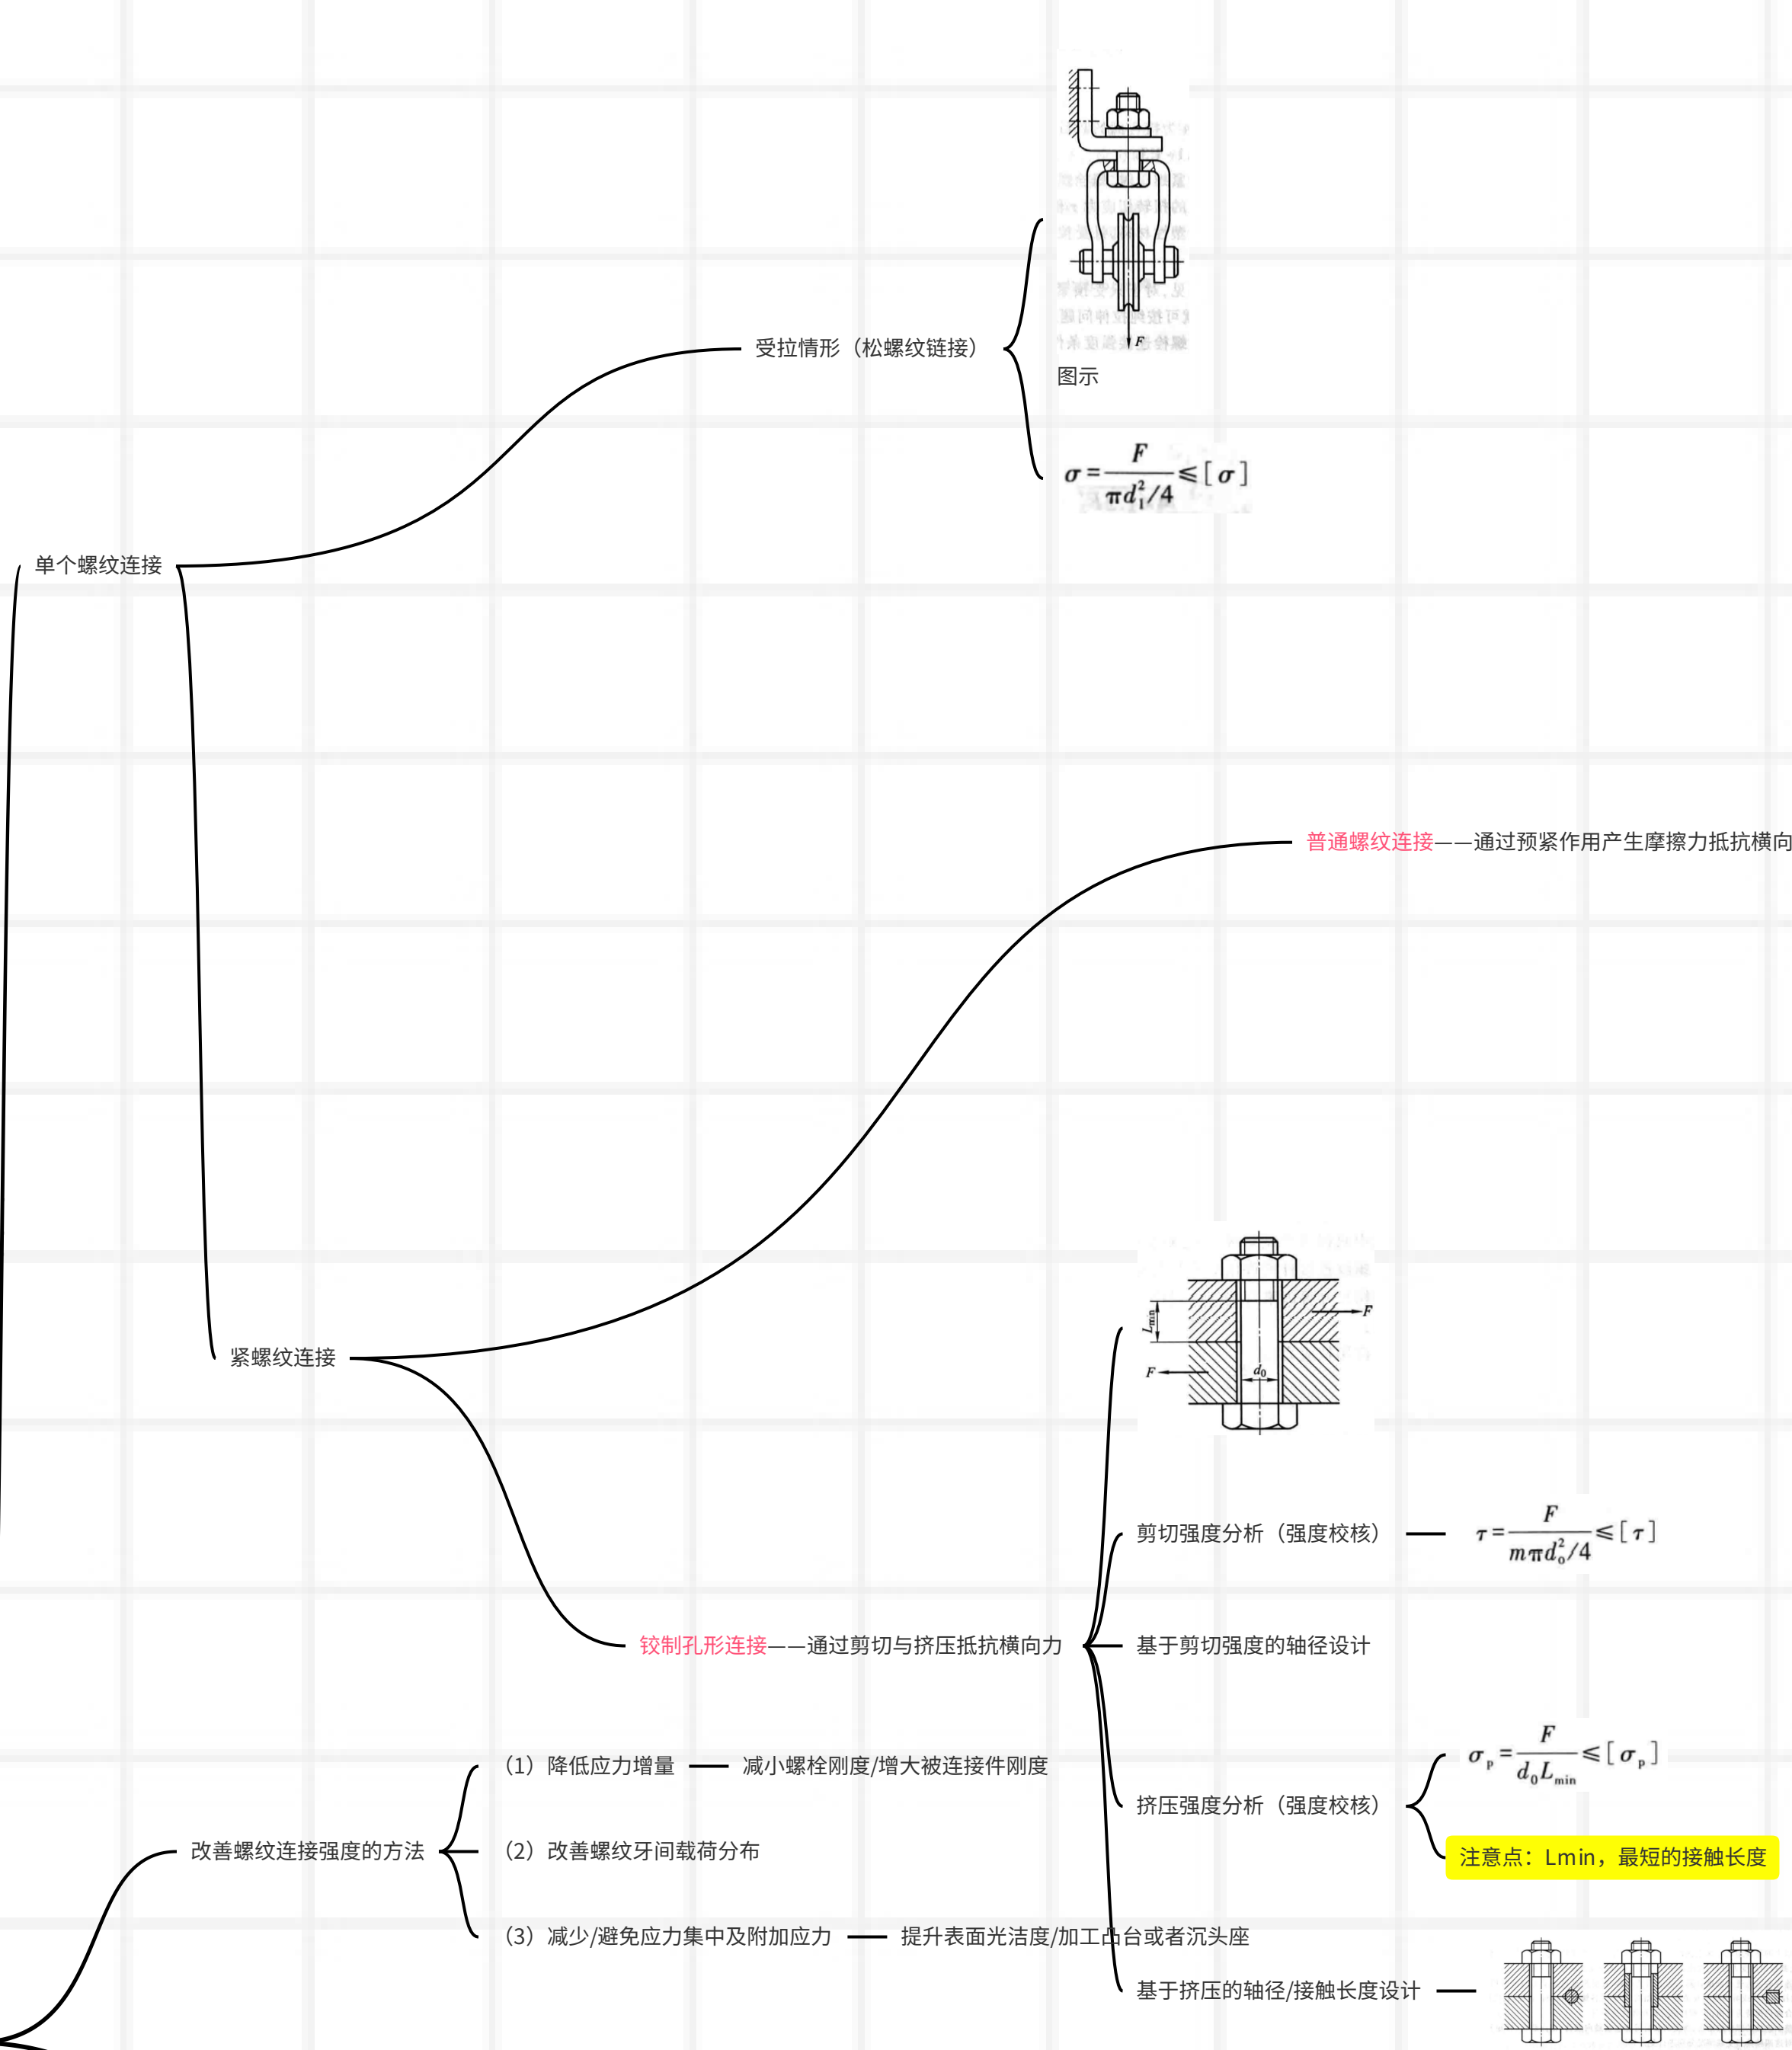 F
图示
受拉情形（松螺纹链接）
σ=F/(πd₁²/4)≤[σ]
单个螺纹连接
普通螺纹连接——通过预紧作用产生摩擦力抵抗横向
紧螺纹连接
Lmin
F
F
d₀
剪切强度分析（强度校核）
τ=F/(mπd₀²/4)≤[τ]
铰制孔形连接——通过剪切与挤压抵抗横向力
基于剪切强度的轴径设计
挤压强度分析（强度校核）
σp=F/(d₀Lmin)≤[σp]
注意点：Lmin，最短的接触长度
基于挤压的轴径/接触长度设计
改善螺纹连接强度的方法
（1）降低应力增量
减小螺栓刚度/增大被连接件刚度
（2）改善螺纹牙间载荷分布
（3）减少/避免应力集中及附加应力
提升表面光洁度/加工凸台或者沉头座